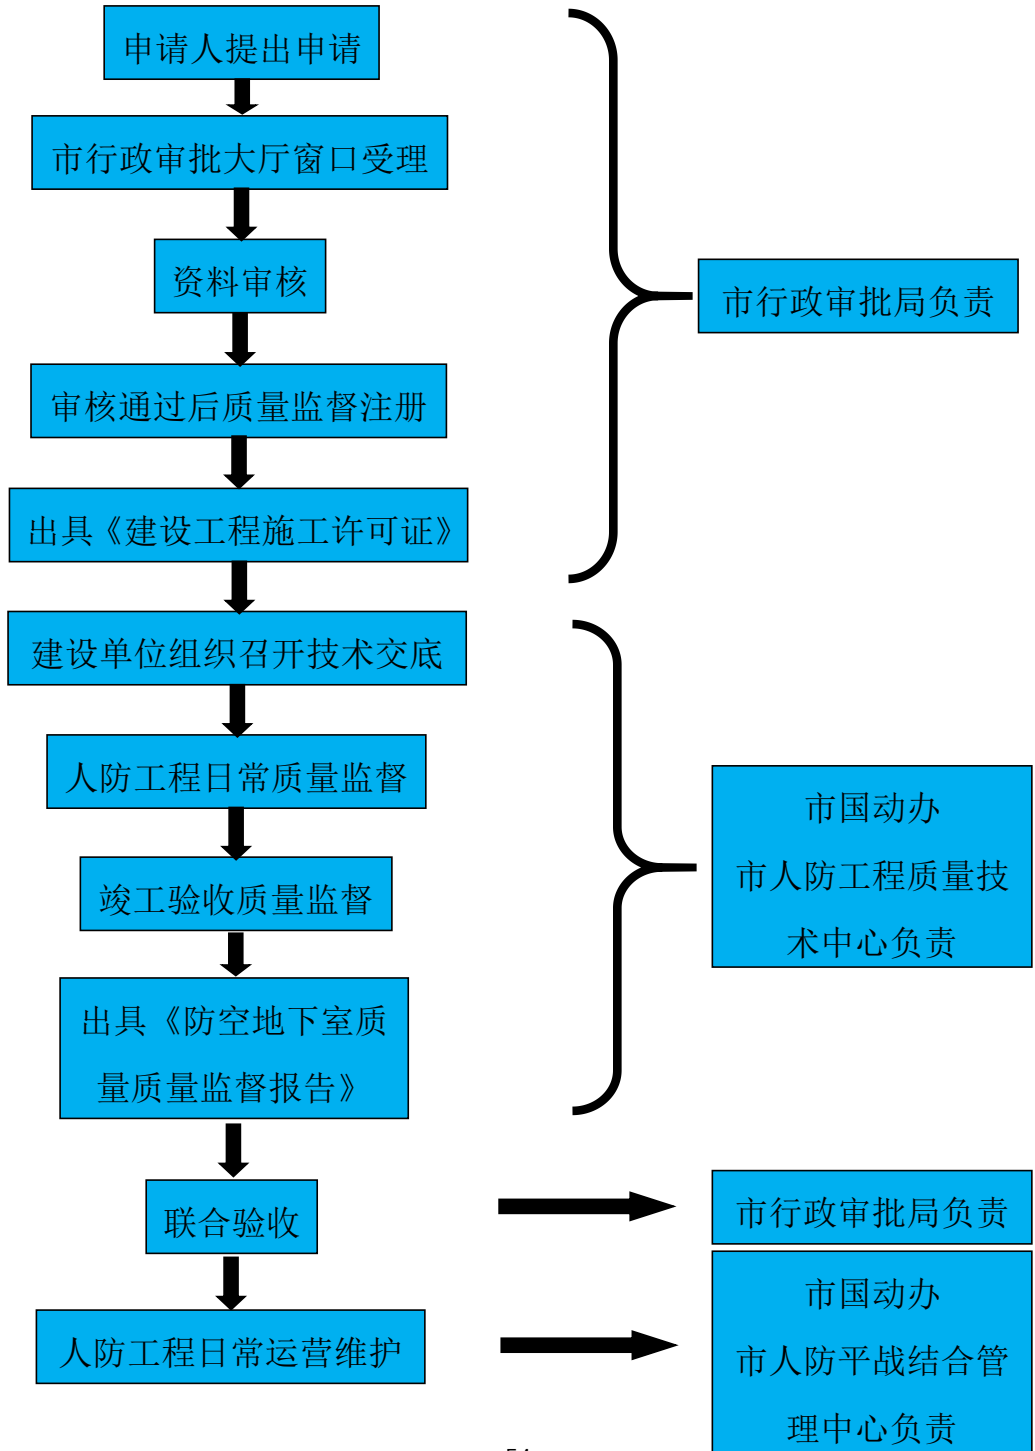 申请人提出申请
市行政审批大厅窗口受理
资料审核
审核通过后质量监督注册
出具《建设工程施工许可证》
市行政审批局负责
建设单位组织召开技术交底
人防工程日常质量监督
竣工验收质量监督
出具《防空地下室质
量质量监督报告》
市国动办
市人防工程质量技
术中心负责
联合验收
市行政审批局负责
人防工程日常运营维护
市国动办
市人防平战结合管
理中心负责